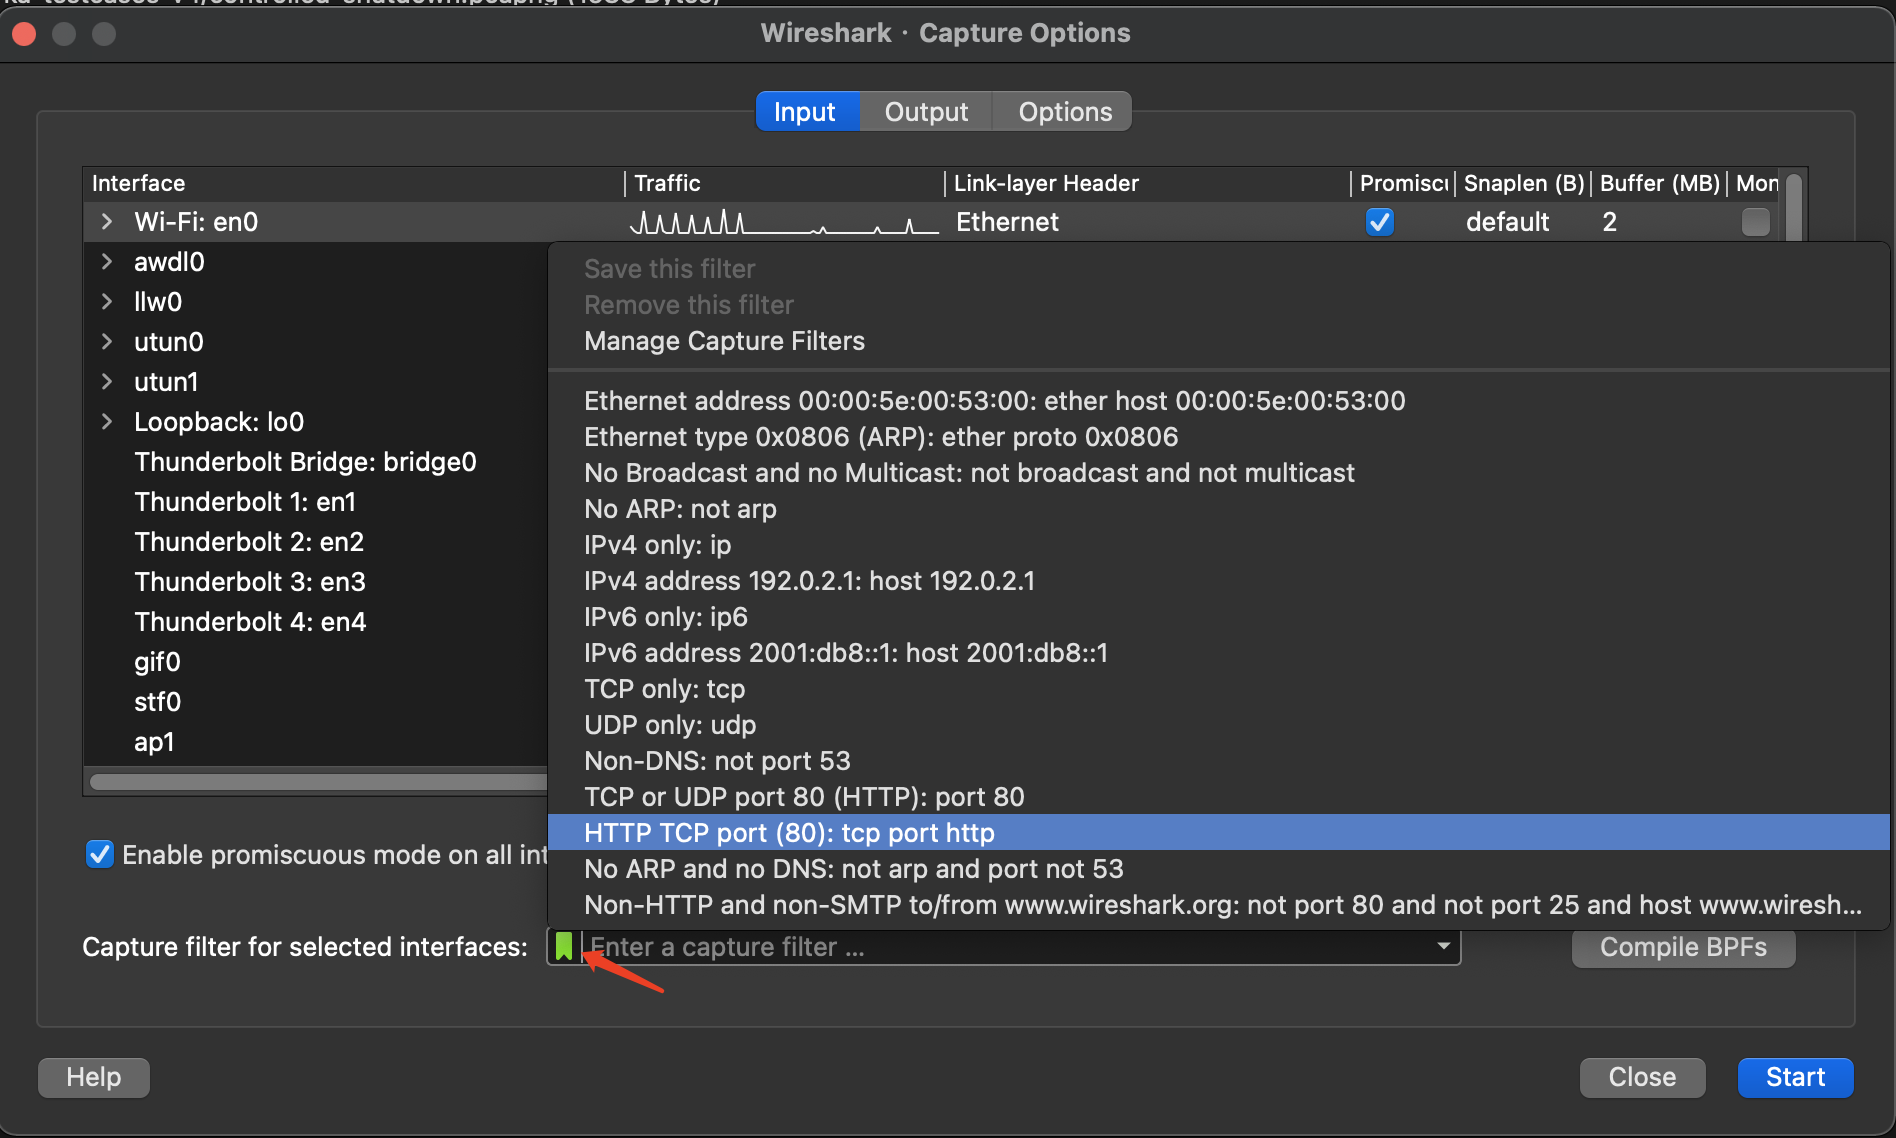 Wireshark · Capture Options
Input Output Options
Interface Traffic Link-layer Header Promiscu Snaplen (B) Buffer (MB) Mon
Wi-Fi: en0 Ethernet default 2
awdl0
llw0
utun0
utun1
Loopback: lo0
Thunderbolt Bridge: bridge0
Thunderbolt 1: en1
Thunderbolt 2: en2
Thunderbolt 3: en3
Thunderbolt 4: en4
gif0
stf0
ap1
Save this filter
Remove this filter
Manage Capture Filters
Ethernet address 00:00:5e:00:53:00: ether host 00:00:5e:00:53:00
Ethernet type 0x0806 (ARP): ether proto 0x0806
No Broadcast and no Multicast: not broadcast and not multicast
No ARP: not arp
IPv4 only: ip
IPv4 address 192.0.2.1: host 192.0.2.1
IPv6 only: ip6
IPv6 address 2001:db8::1: host 2001:db8::1
TCP only: tcp
UDP only: udp
Non-DNS: not port 53
TCP or UDP port 80 (HTTP): port 80
HTTP TCP port (80): tcp port http
No ARP and no DNS: not arp and port not 53
Non-HTTP and non-SMTP to/from www.wireshark.org: not port 80 and not port 25 and host www.wiresh...
Enable promiscuous mode on all int
Capture filter for selected interfaces: Enter a capture filter ... Compile BPFs
Help Close Start